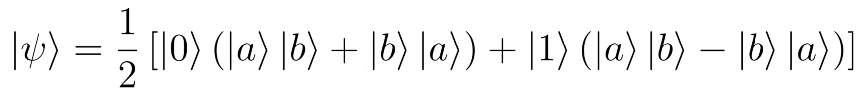 |ψ⟩ = 1/2 [|0⟩ (|a⟩ |b⟩ + |b⟩ |a⟩) + |1⟩ (|a⟩ |b⟩ − |b⟩ |a⟩)]